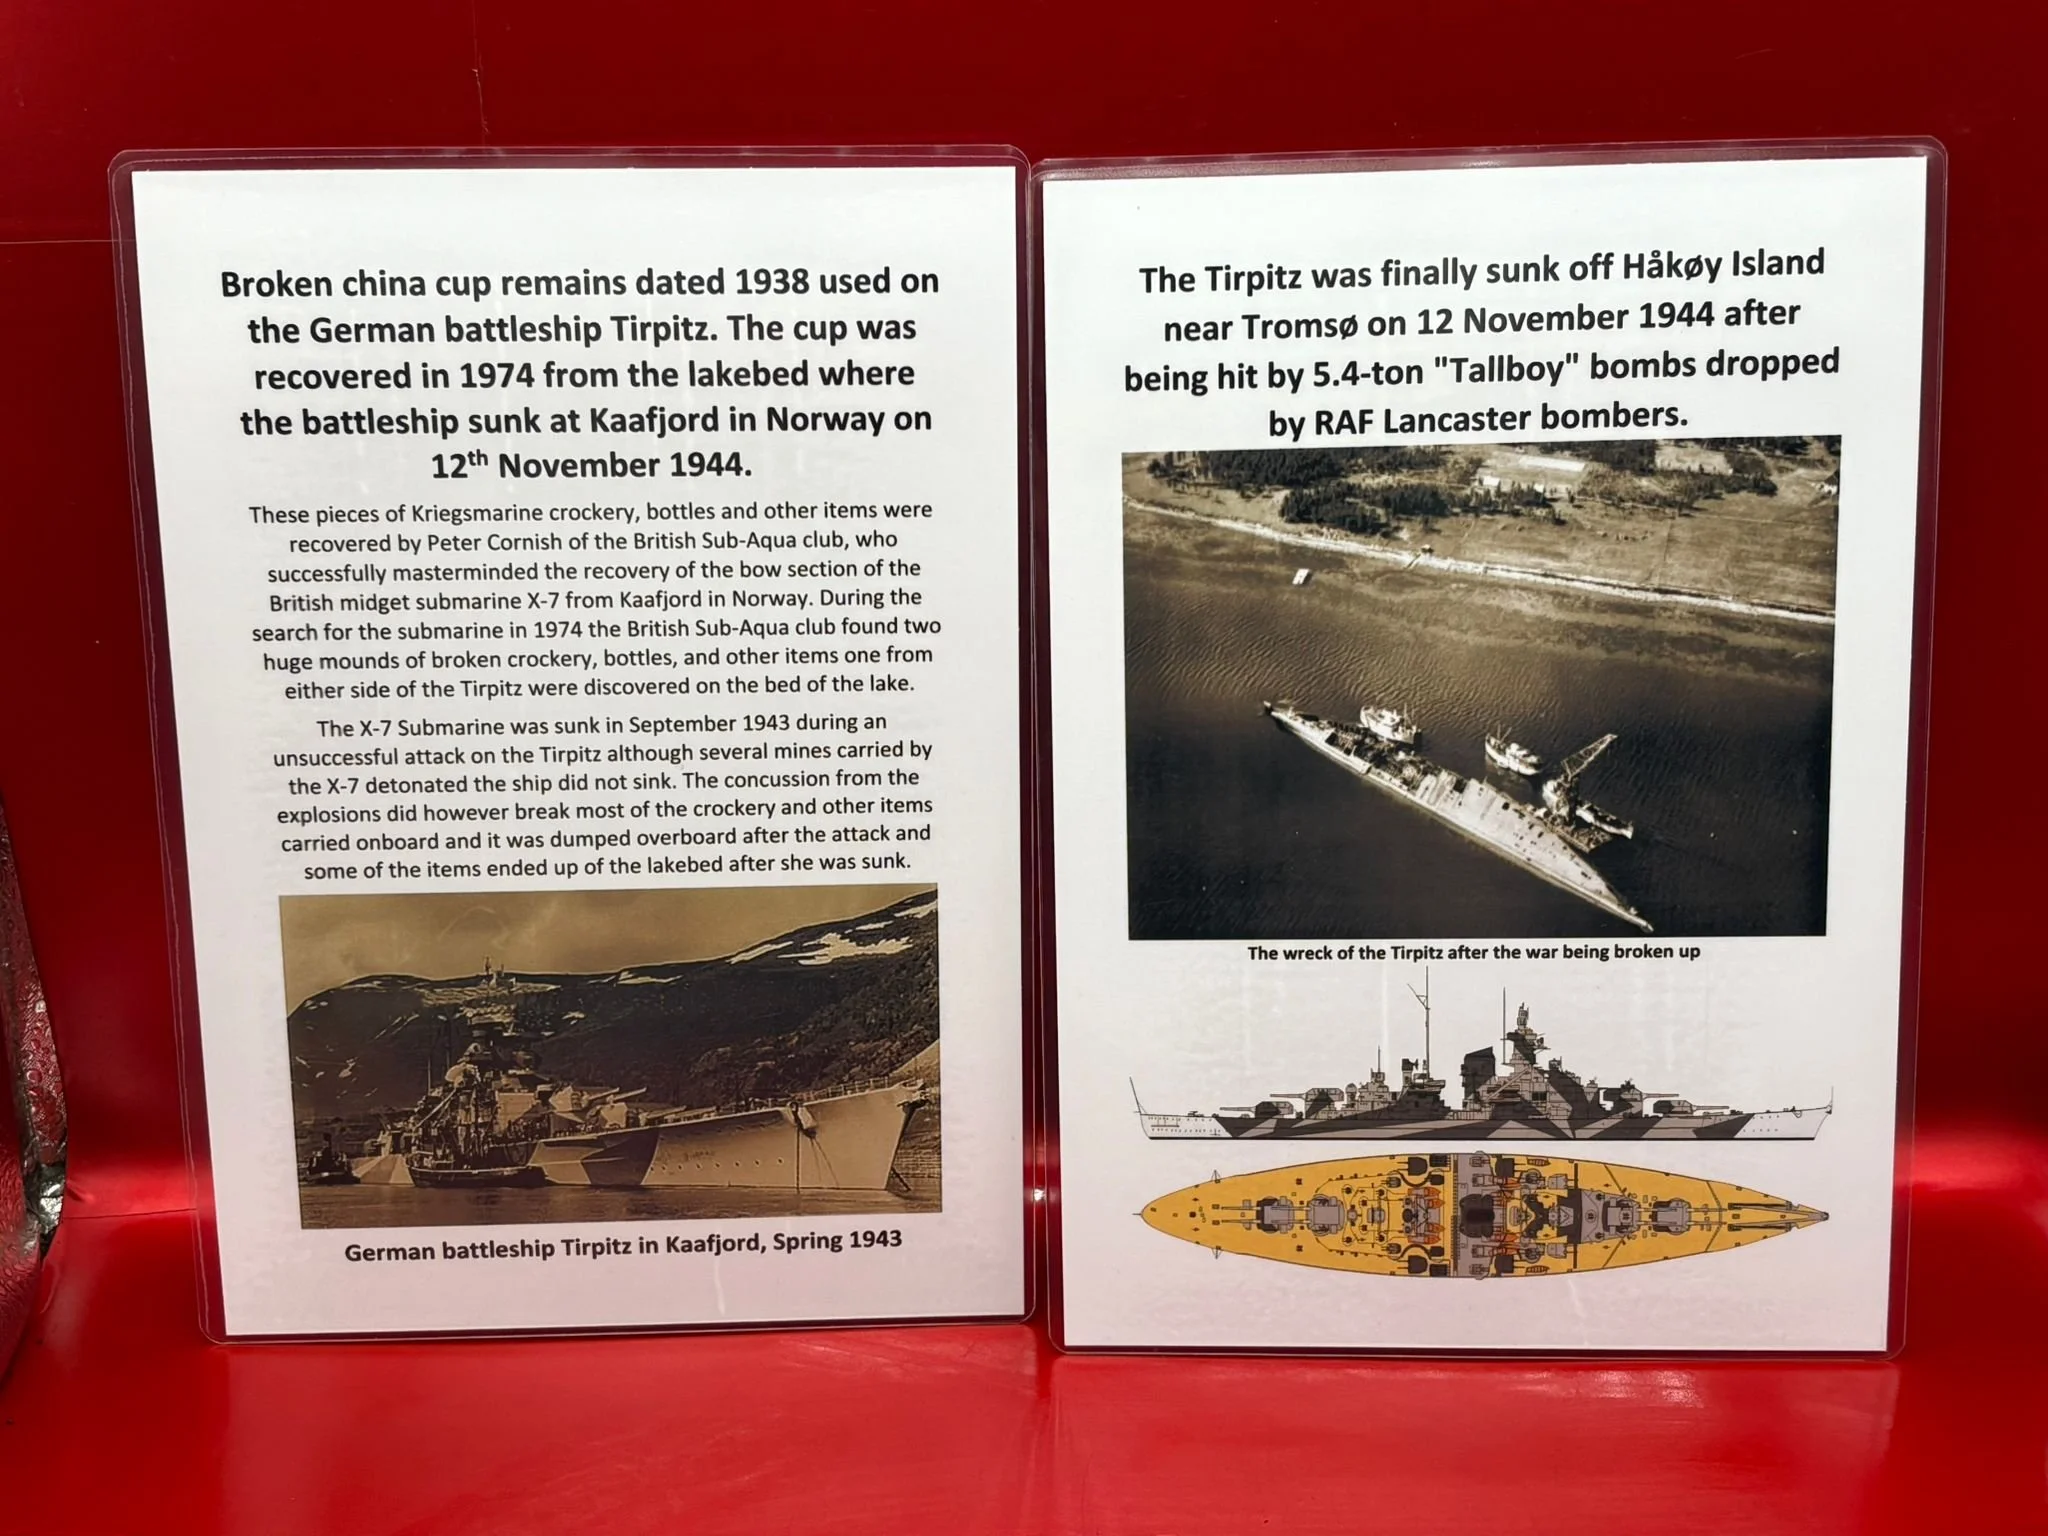 Broken china cup remains dated 1938 used on
the German battleship Tirpitz. The cup was
recovered in 1974 from the lakebed where
the battleship sunk at Kaafjord in Norway on
12th November 1944.
These pieces of Kriegsmarine crockery, bottles and other items were
recovered by Peter Cornish of the British Sub-Aqua club, who
successfully masterminded the recovery of the bow section of the
British midget submarine X-7 from Kaafjord in Norway. During the
search for the submarine in 1974 the British Sub-Aqua club found two
huge mounds of broken crockery, bottles, and other items one from
either side of the Tirpitz were discovered on the bed of the lake.
The X-7 Submarine was sunk in September 1943 during an
unsuccessful attack on the Tirpitz although several mines carried by
the X-7 detonated the ship did not sink. The concussion from the
explosions did however break most of the crockery and other items
carried onboard and it was dumped overboard after the attack and
some of the items ended up of the lakebed after she was sunk.
German battleship Tirpitz in Kaafjord, Spring 1943
The Tirpitz was finally sunk off Håkøy Island
near Tromsø on 12 November 1944 after
being hit by 5.4-ton "Tallboy" bombs dropped
by RAF Lancaster bombers.
The wreck of the Tirpitz after the war being broken up